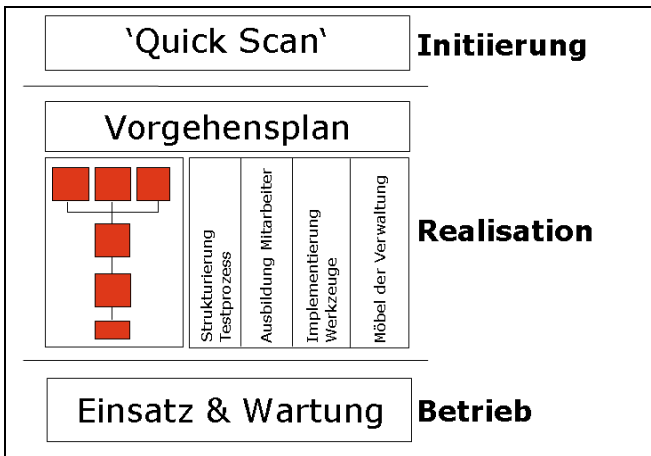 ‘Quick Scan‘
Initiierung
Vorgehensplan
Strukturierung
Testprozess
Ausbildung Mitarbeiter
Implementierung
Werkzeuge
Möbel der Verwaltung
Realisation
Einsatz & Wartung
Betrieb